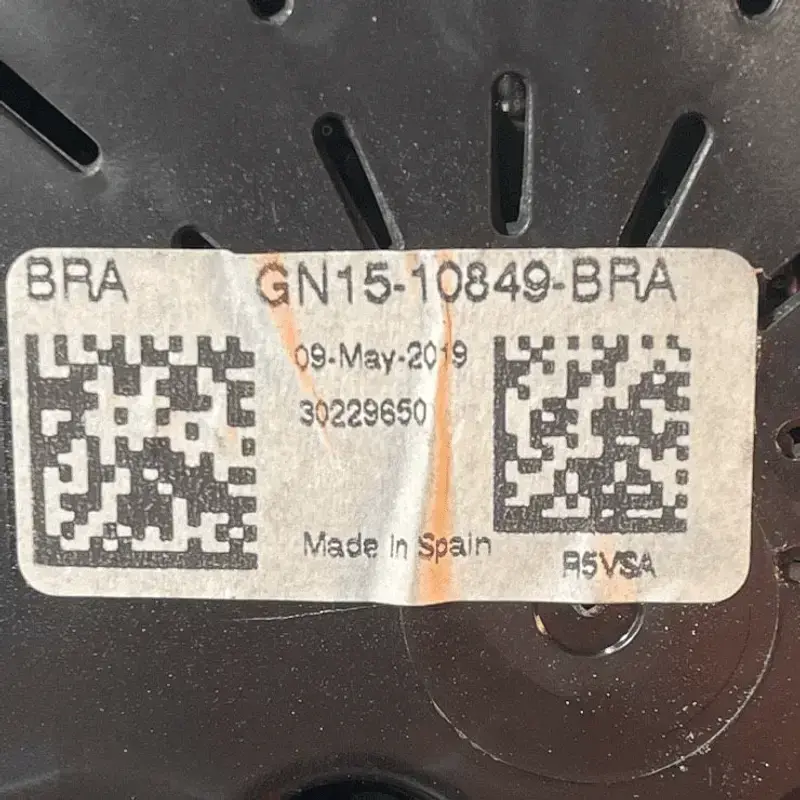 BRA GN15-10849-BRA
09-May-2019
30229650
Made in Spain
R5VSA